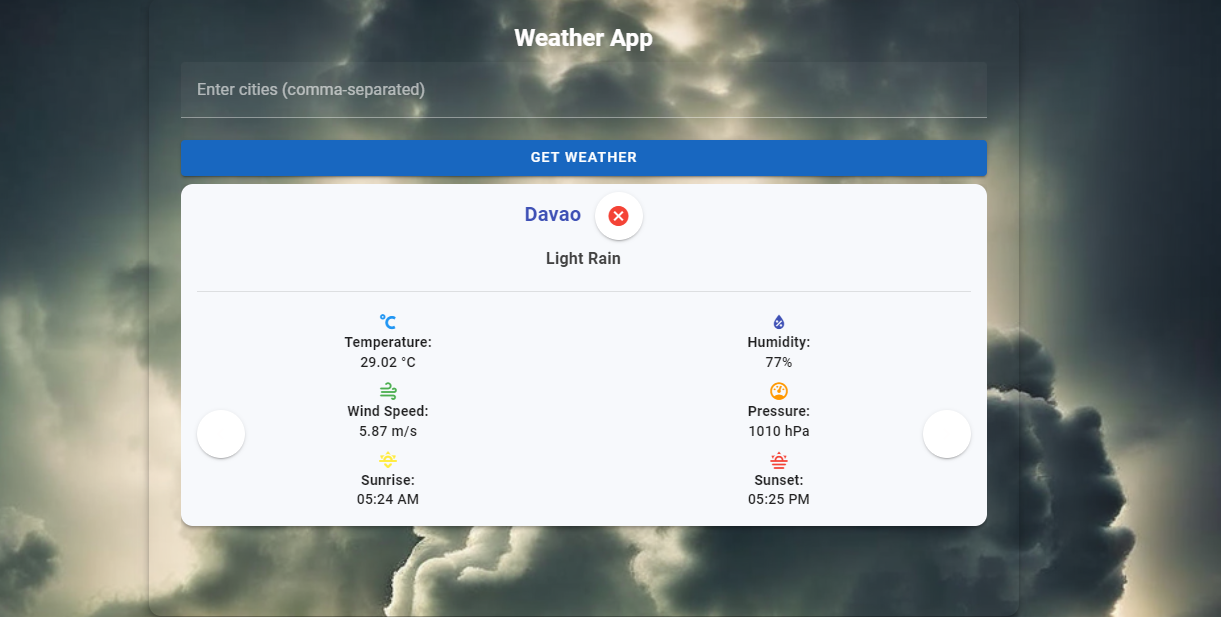 Weather App
Enter cities (comma-separated)
GET WEATHER
Davao
Light Rain
Temperature:
29.02 °C
Humidity:
77%
Wind Speed:
5.87 m/s
Pressure:
1010 hPa
Sunrise:
05:24 AM
Sunset:
05:25 PM